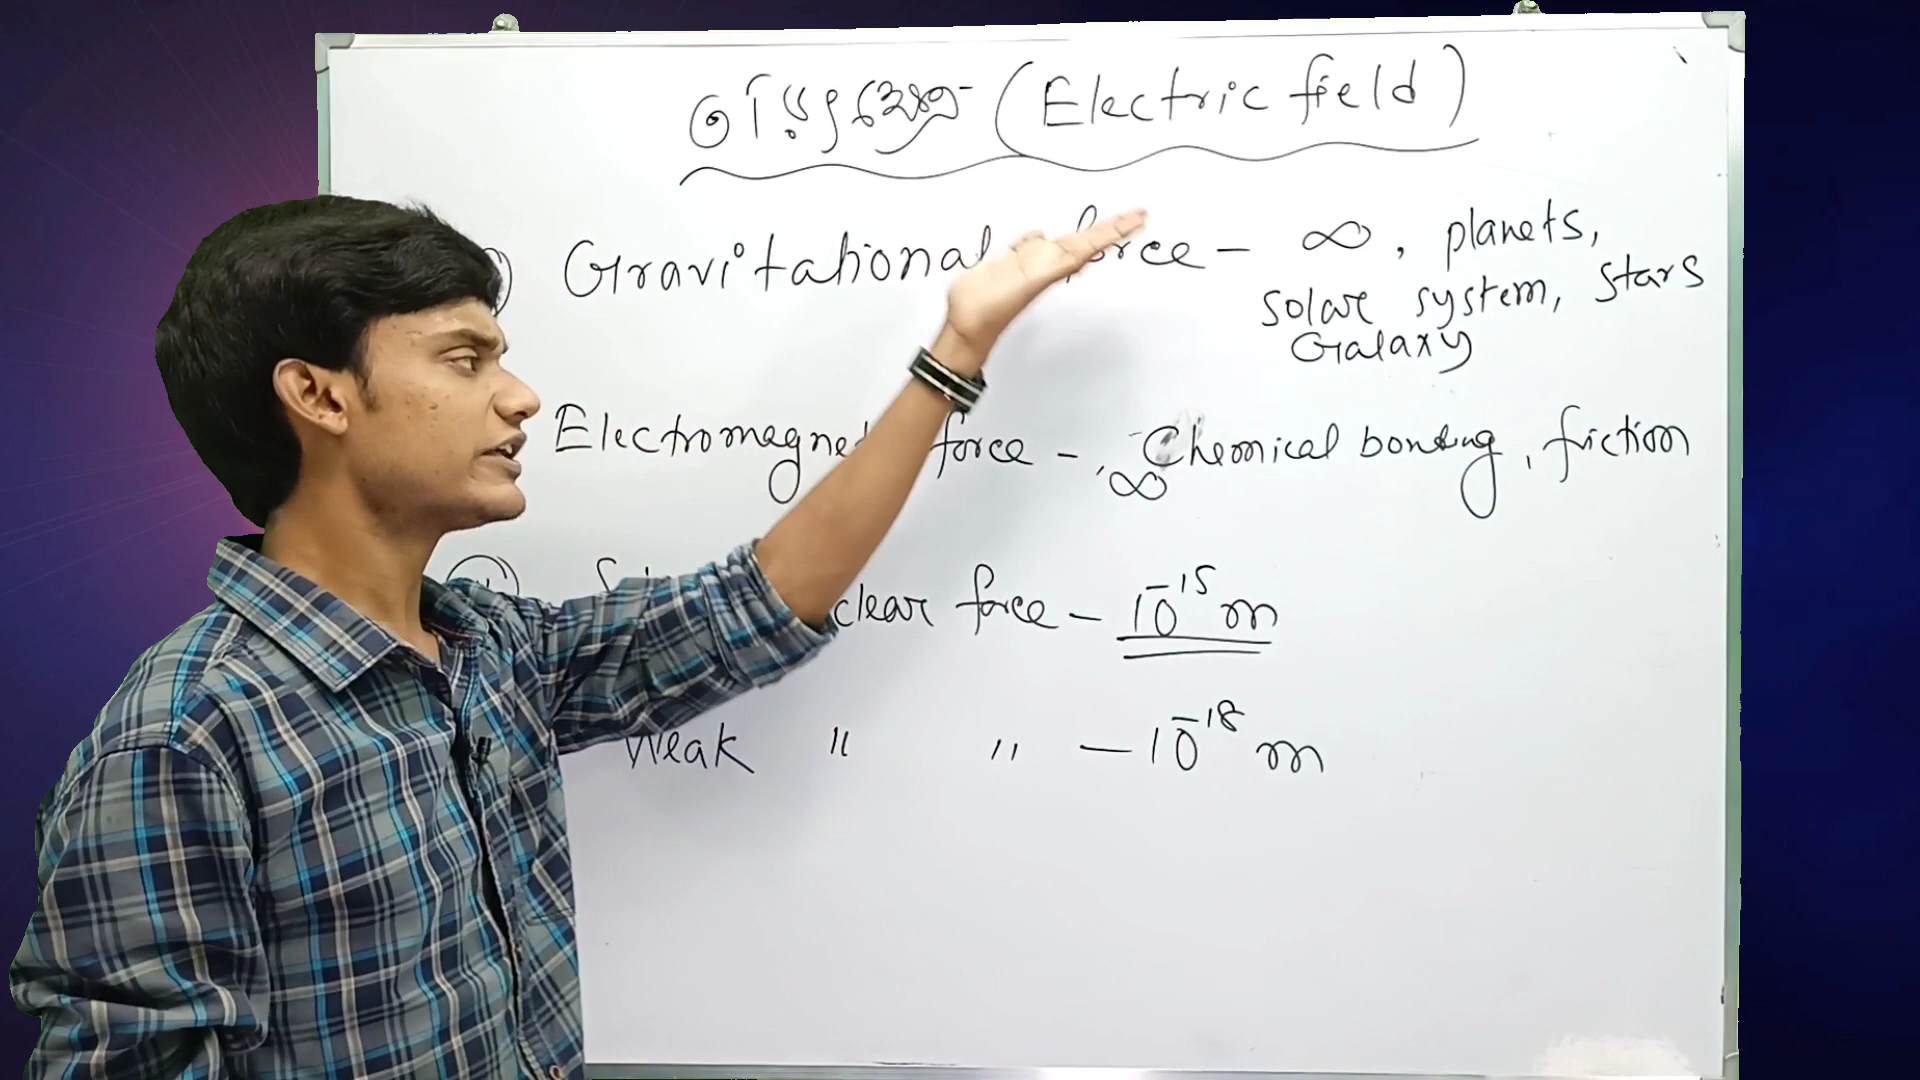 (Electric field)
Gravitational force – ∞, planets,
solar system, stars
Galaxy
Electromagnet force – ∞, Chemical bonding, friction
clear force – 10⁻¹⁵ m
Weak " " – 10⁻¹⁸ m